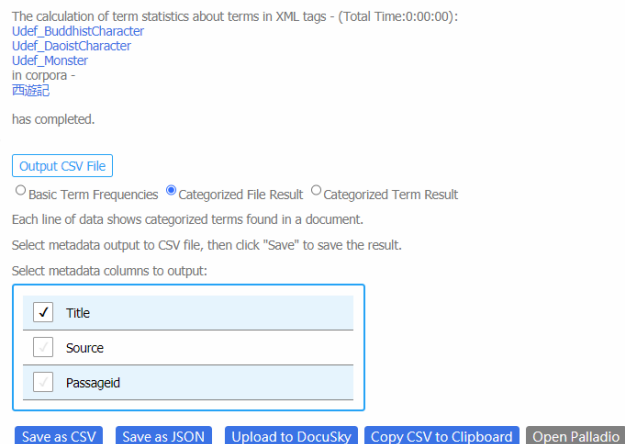 The calculation of term statistics about terms in XML tags - (Total Time:0:00:00):
Udef_BuddhistCharacter
Udef_DaoistCharacter
Udef_Monster
in corpora -
西遊記
has completed.
Output CSV File
Basic Term Frequencies Categorized File Result Categorized Term Result
Each line of data shows categorized terms found in a document.
Select metadata output to CSV file, then click "Save" to save the result.
Select metadata columns to output:
Title
Source
Passageid
Save as CSV Save as JSON Upload to DocuSky Copy CSV to Clipboard Open Palladio